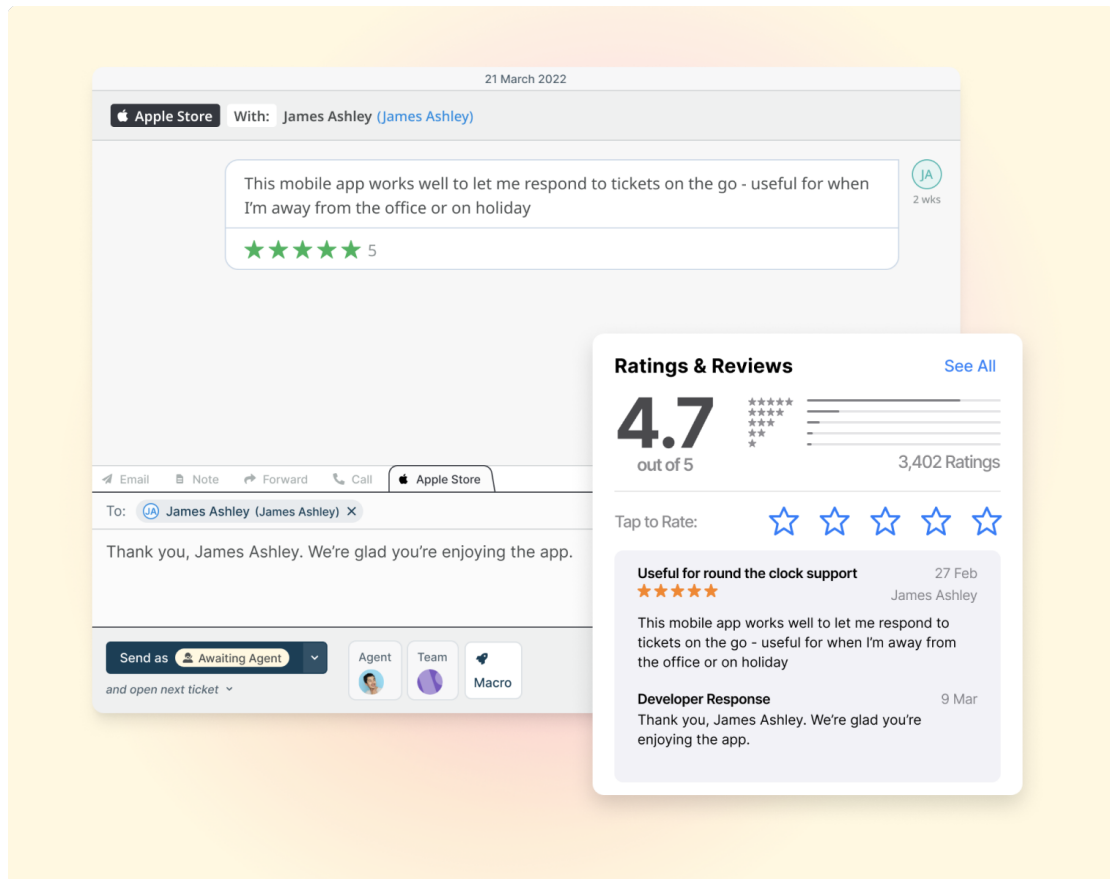 21 March 2022
Apple Store With: James Ashley (James Ashley)
This mobile app works well to let me respond to tickets on the go - useful for when
I’m away from the office or on holiday
5
JA
2 wks
Email Note Forward Call Apple Store
To: JA James Ashley (James Ashley)
Thank you, James Ashley. We’re glad you’re enjoying the app.
Send as Awaiting Agent
and open next ticket
Agent Team Macro
Ratings & Reviews See All
4.7
out of 5
3,402 Ratings
Tap to Rate:
Useful for round the clock support 27 Feb
James Ashley
This mobile app works well to let me respond to
tickets on the go - useful for when I’m away from
the office or on holiday
Developer Response 9 Mar
Thank you, James Ashley. We’re glad you’re
enjoying the app.